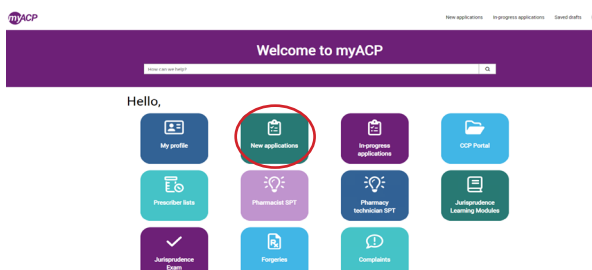 myACP
New applications In-progress applications Saved drafts
Welcome to myACP
How can we help?
Hello,
My profile
New applications
In-progress
applications
CCP Portal
Prescriber lists
Pharmacist SPT
Pharmacy
technician SPT
Jurisprudence
Learning Modules
Jurisprudence
Exam
Forgeries
Complaints